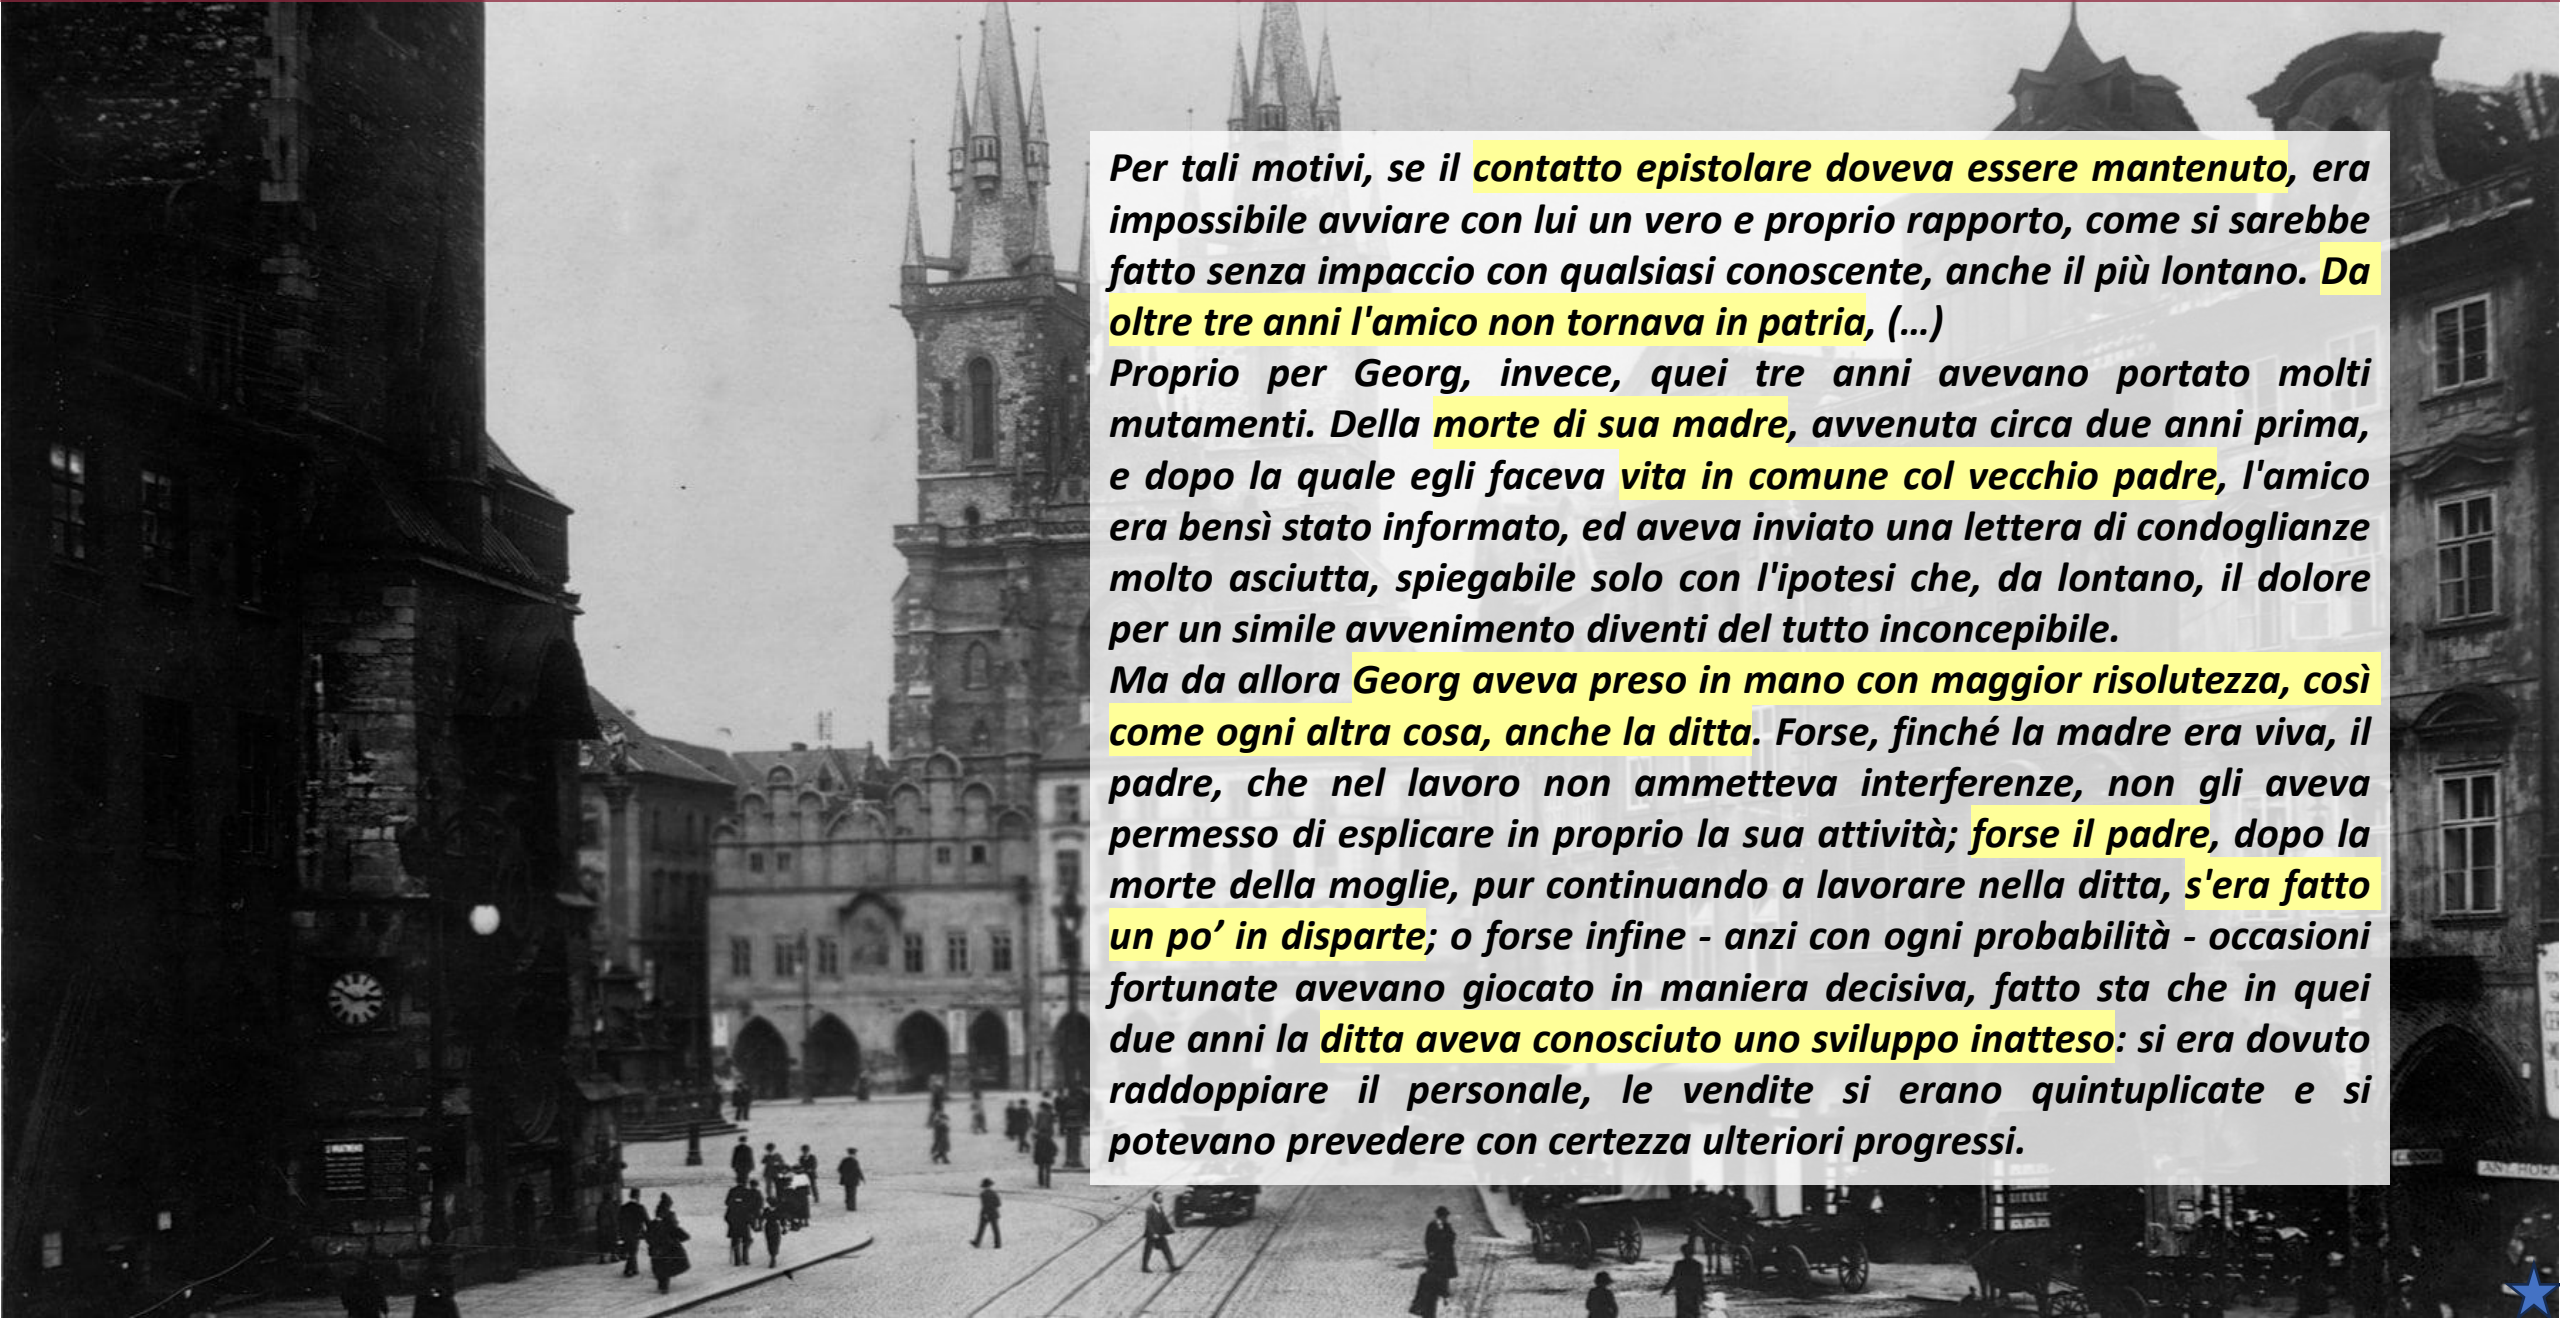 Per tali motivi, se il contatto epistolare doveva essere mantenuto, era
impossibile avviare con lui un vero e proprio rapporto, come si sarebbe
fatto senza impaccio con qualsiasi conoscente, anche il più lontano. Da
oltre tre anni l'amico non tornava in patria, (…)
Proprio per Georg, invece, quei tre anni avevano portato molti
mutamenti. Della morte di sua madre, avvenuta circa due anni prima,
e dopo la quale egli faceva vita in comune col vecchio padre, l'amico
era bensì stato informato, ed aveva inviato una lettera di condoglianze
molto asciutta, spiegabile solo con l'ipotesi che, da lontano, il dolore
per un simile avvenimento diventi del tutto inconcepibile.
Ma da allora Georg aveva preso in mano con maggior risolutezza, così
come ogni altra cosa, anche la ditta. Forse, finché la madre era viva, il
padre, che nel lavoro non ammetteva interferenze, non gli aveva
permesso di esplicare in proprio la sua attività; forse il padre, dopo la
morte della moglie, pur continuando a lavorare nella ditta, s'era fatto
un po’ in disparte; o forse infine - anzi con ogni probabilità - occasioni
fortunate avevano giocato in maniera decisiva, fatto sta che in quei
due anni la ditta aveva conosciuto uno sviluppo inatteso: si era dovuto
raddoppiare il personale, le vendite si erano quintuplicate e si
potevano prevedere con certezza ulteriori progressi.